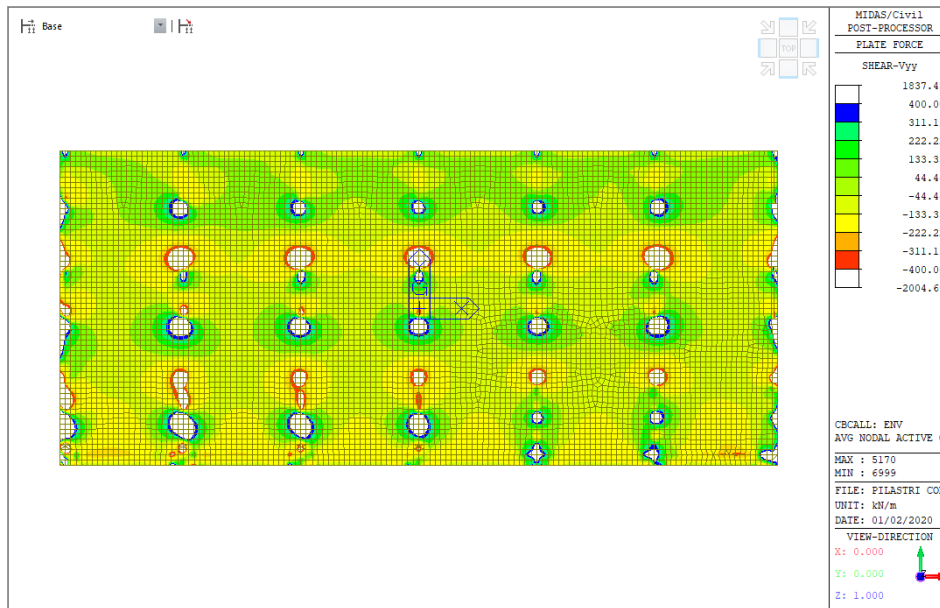 Base
TOP
MIDAS/Civil
POST-PROCESSOR
PLATE FORCE
SHEAR-Vyy
1837.4
400.0
311.1
222.2
133.3
44.4
-44.4
-133.3
-222.2
-311.1
-400.0
-2004.6
CBCALL: ENV
AVG NODAL ACTIVE
MAX : 5170
MIN : 6999
FILE: PILASTRI CO
UNIT: kN/m
DATE: 01/02/2020
VIEW-DIRECTION
X: 0.000
Y: 0.000
Z: 1.000